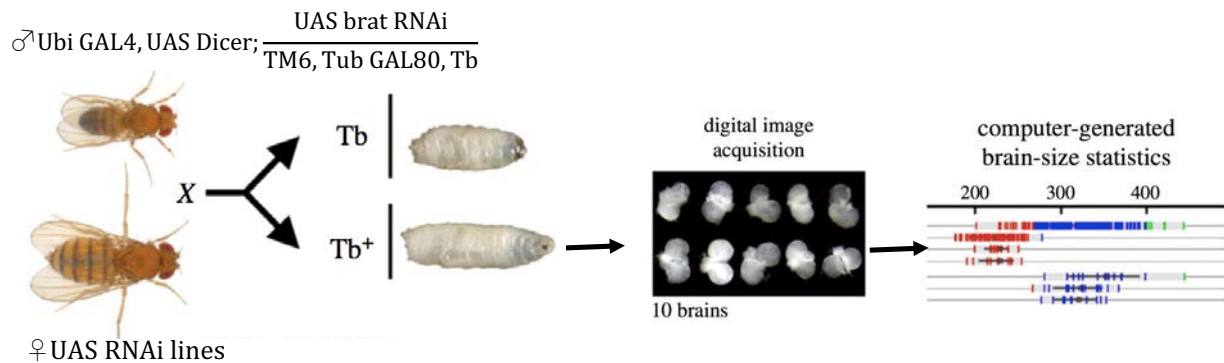 ♂Ubi GAL4, UAS Dicer; UAS brat RNAi
TM6, Tub GAL80, Tb
X
Tb
Tb+
♀UAS RNAi lines
digital image
acquisition
10 brains
computer-generated
brain-size statistics
200 300 400